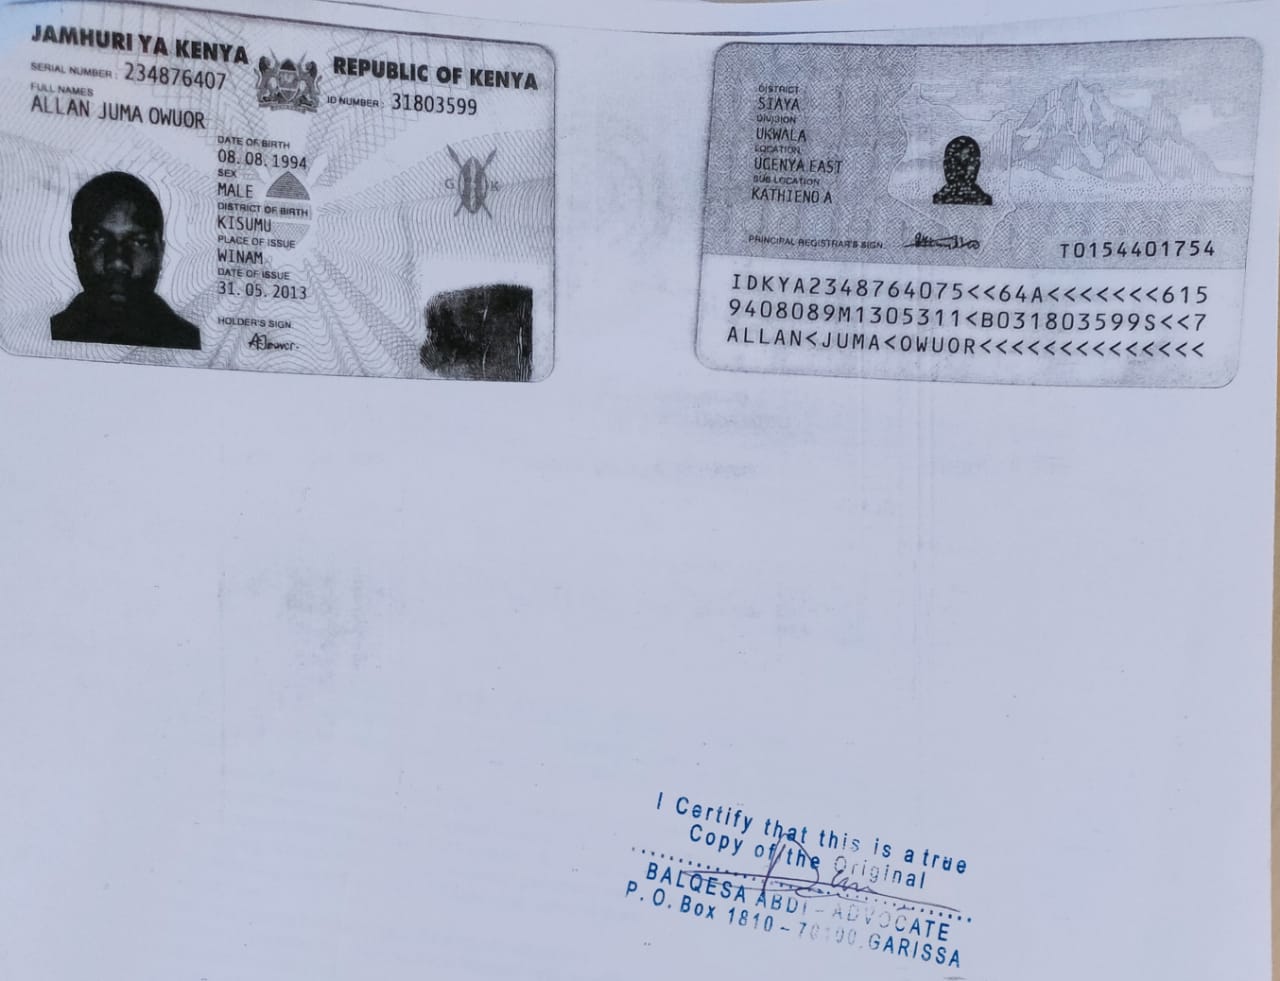 JAMHURI YA KENYA
REPUBLIC OF KENYA
SERIAL NUMBER: 234876407
ID NUMBER: 31803599
FULL NAMES
ALLAN JUMA OWUOR
DATE OF BIRTH
08.08.1994
SEX
MALE
DISTRICT OF BIRTH
KISUMU
PLACE OF ISSUE
WINAM
DATE OF ISSUE
31.05.2013
HOLDER'S SIGN.
G K
DISTRICT
SIAYA
DIVISION
UKWALA
LOCATION
UGENYA EAST
SUB LOCATION
KATHIENO A
PRINCIPAL REGISTRAR'S SIGN.
T0154401754
IDKYA2348764075<<64A<<<<<<<615
9408089M1305311<B031803599S<<7
ALLAN<JUMA<OWUOR<<<<<<<<<<<<<<
I Certify that this is a true
Copy of the Original
BALQESA ABDI - ADVOCATE
P. O. Box 1810 - 70100, GARISSA